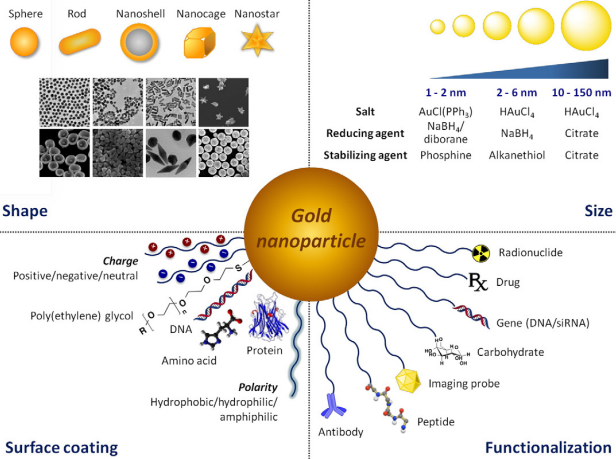 Sphere
Rod
Nanoshell
Nanocage
Nanostar
Shape
1 - 2 nm
2 - 6 nm
10 - 150 nm
Salt
AuCl(PPh₃)
HAuCl₄
HAuCl₄
Reducing agent
NaBH₄/
diborane
NaBH₄
Citrate
Stabilizing agent
Phosphine
Alkanethiol
Citrate
Size
Gold
nanoparticle
Charge
Positive/negative/neutral
Poly(ethylene) glycol
R
O
n
O
S
DNA
Amino acid
Protein
Polarity
Hydrophobic/hydrophilic/
amphiphilic
Surface coating
Radionuclide
Rx
Drug
Gene (DNA/siRNA)
Carbohydrate
Imaging probe
Peptide
Antibody
Functionalization